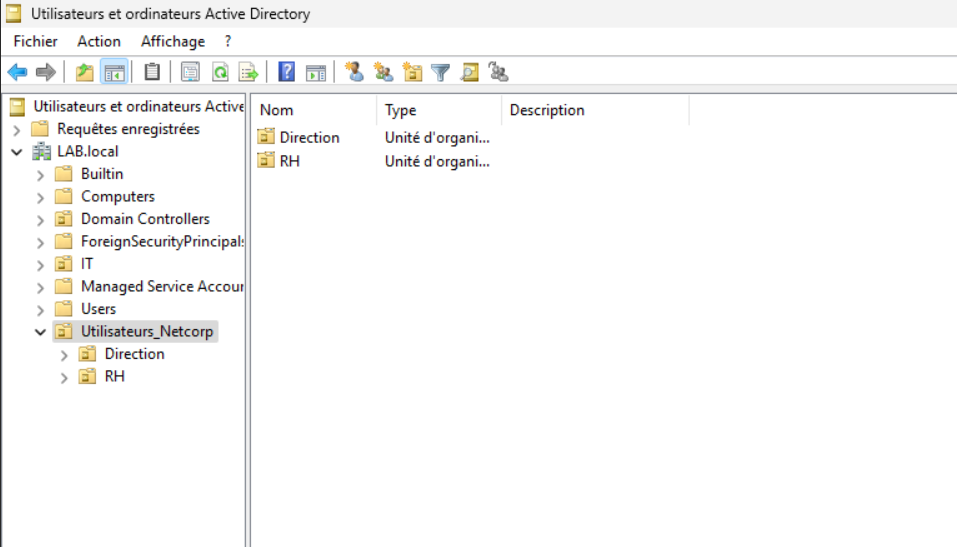 Utilisateurs et ordinateurs Active Directory
Fichier Action Affichage ?
Utilisateurs et ordinateurs Active
Requêtes enregistrées
LAB.local
Builtin
Computers
Domain Controllers
ForeignSecurityPrincipals
IT
Managed Service Accour
Users
Utilisateurs_Netcorp
Direction
RH
Nom Type Description
Direction Unité d'organi...
RH Unité d'organi...